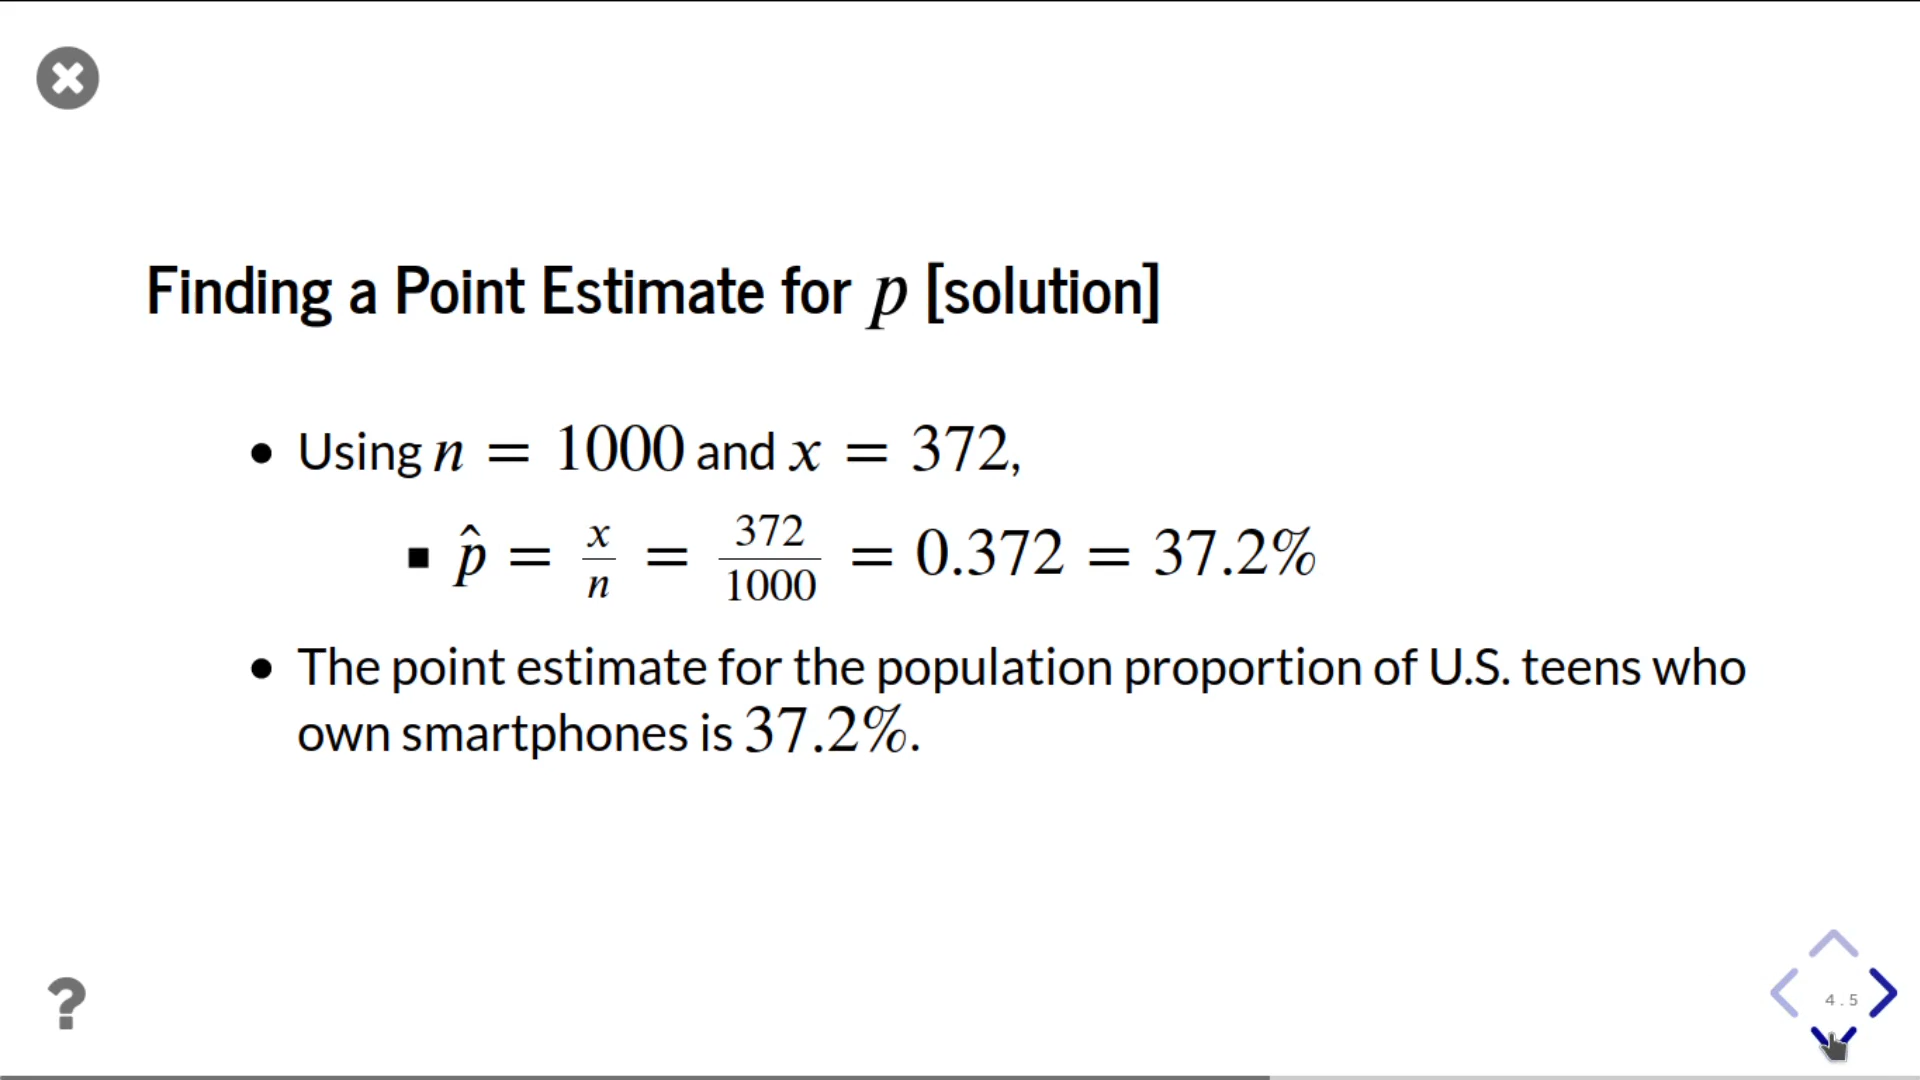 Finding a Point Estimate for p [solution]
• Using n = 1000 and x = 372,
▪ p̂ = x/n = 372/1000 = 0.372 = 37.2%
• The point estimate for the population proportion of U.S. teens who
own smartphones is 37.2%.
?
4.5